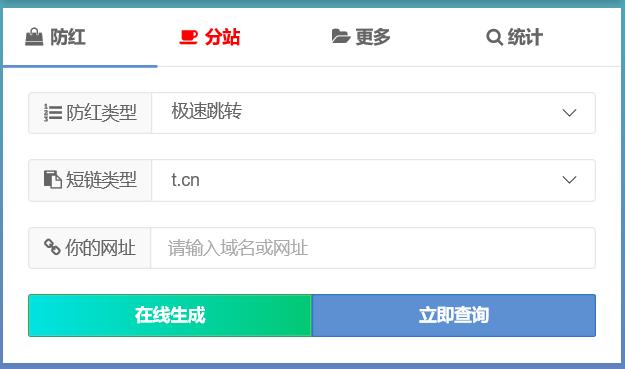 防红 分站 更多 统计
防红类型 极速跳转
短链类型 t.cn
你的网址 请输入域名或网址
在线生成 立即查询